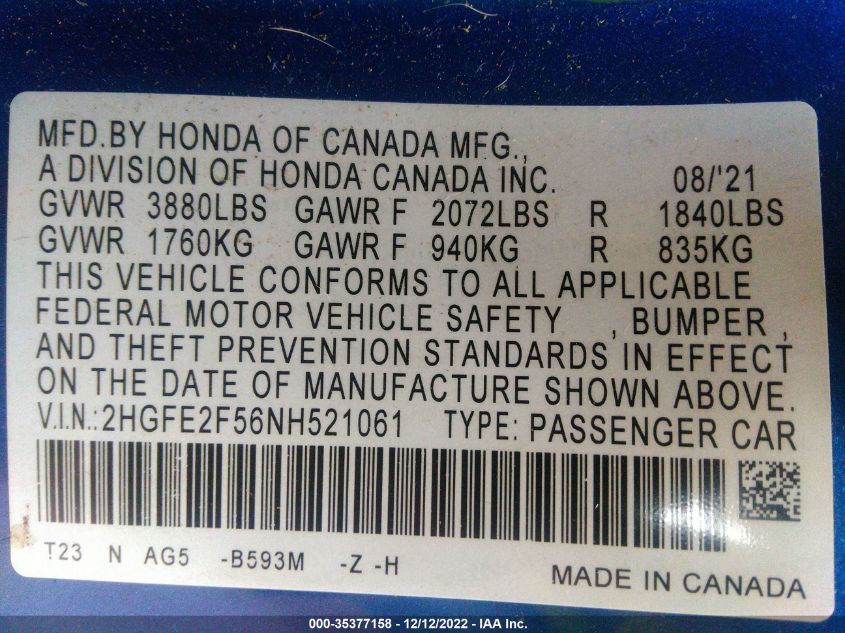 MFD.BY HONDA OF CANADA MFG.,
A DIVISION OF HONDA CANADA INC. 08/'21
GVWR 3880LBS GAWR F 2072LBS R 1840LBS
GVWR 1760KG GAWR F 940KG R 835KG
THIS VEHICLE CONFORMS TO ALL APPLICABLE
FEDERAL MOTOR VEHICLE SAFETY , BUMPER ,
AND THEFT PREVENTION STANDARDS IN EFFECT
ON THE DATE OF MANUFACTURE SHOWN ABOVE.
V.I.N.:2HGFE2F56NH521061 TYPE: PASSENGER CAR
T23 N AG5 -B593M -Z -H
MADE IN CANADA
000-35377158 - 12/12/2022 - IAA Inc.